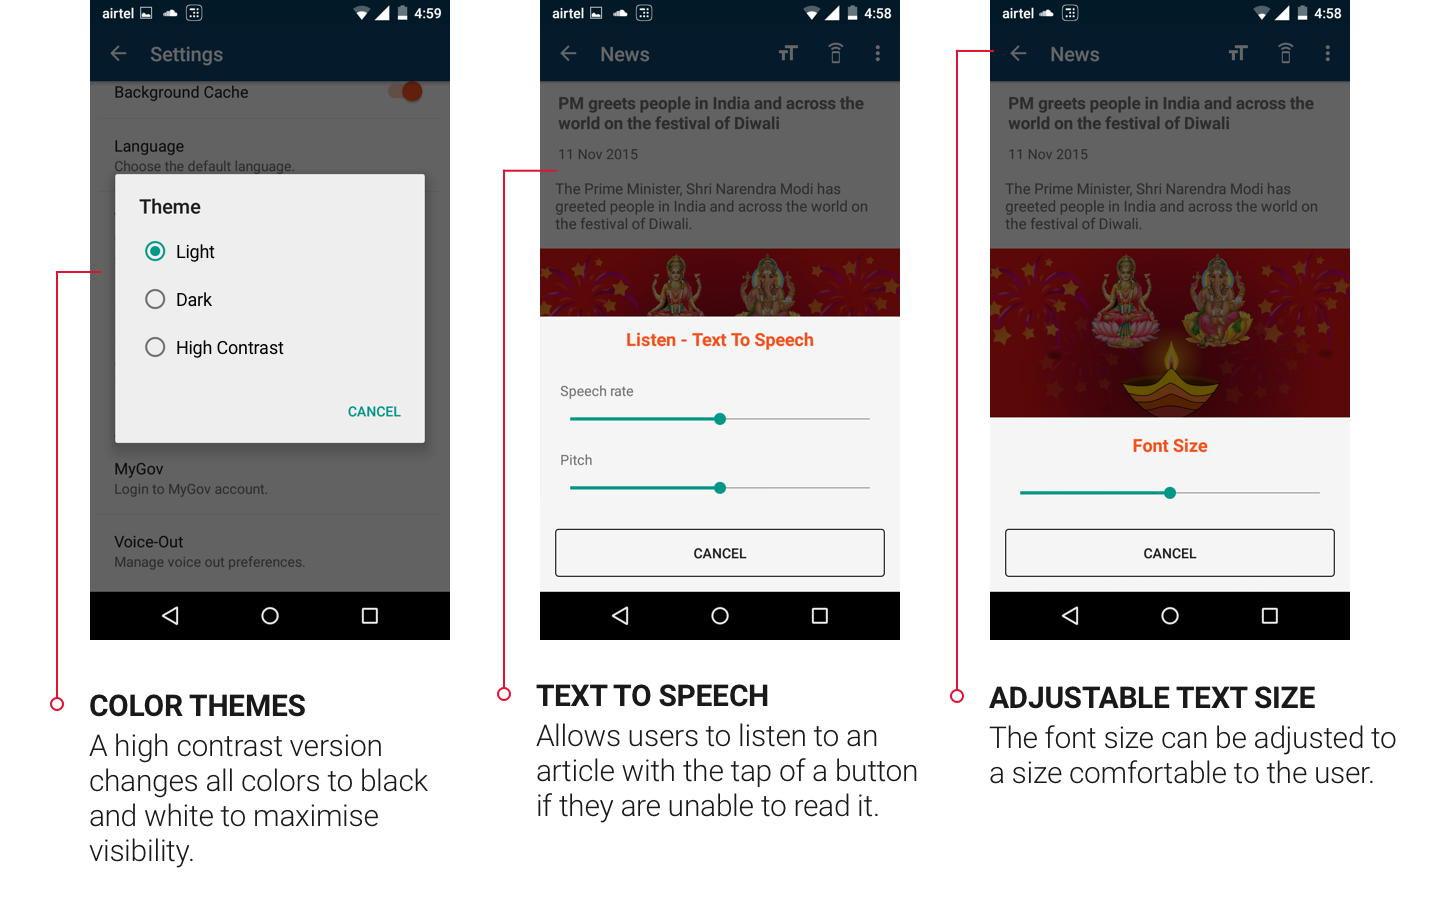 airtel 4:59
Settings
Background Cache
Language
Choose the default language.
Theme
Light
Dark
High Contrast
CANCEL
MyGov
Login to MyGov account.
Voice-Out
Manage voice out preferences.
COLOR THEMES
A high contrast version
changes all colors to black
and white to maximise
visibility.
airtel 4:58
News
PM greets people in India and across the
world on the festival of Diwali
11 Nov 2015
The Prime Minister, Shri Narendra Modi has
greeted people in India and across the world on
the festival of Diwali.
Listen - Text To Speech
Speech rate
Pitch
CANCEL
TEXT TO SPEECH
Allows users to listen to an
article with the tap of a button
if they are unable to read it.
airtel 4:58
News
PM greets people in India and across the
world on the festival of Diwali
11 Nov 2015
The Prime Minister, Shri Narendra Modi has
greeted people in India and across the world on
the festival of Diwali.
Font Size
CANCEL
ADJUSTABLE TEXT SIZE
The font size can be adjusted to
a size comfortable to the user.